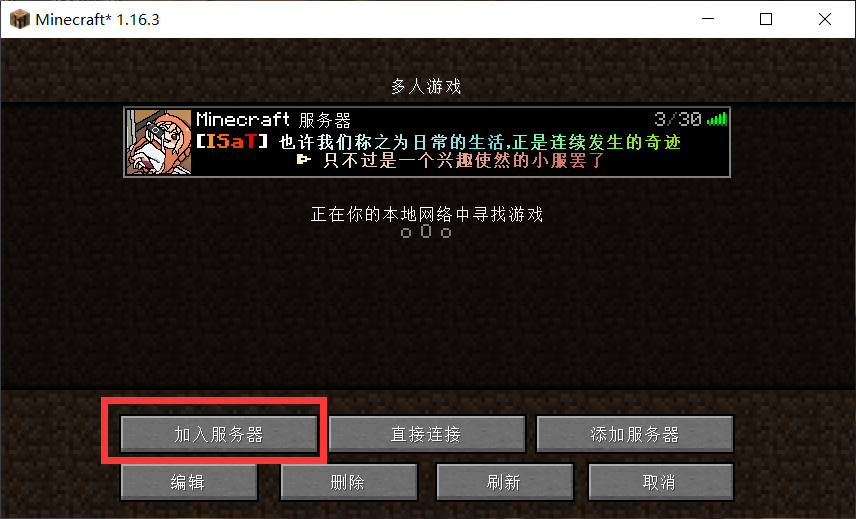 Minecraft* 1.16.3
多人游戏
Minecraft 服务器 3/30
[ISaT] 也许我们称之为日常的生活,正是连续发生的奇迹
☛ 只不过是一个兴趣使然的小服罢了
正在你的本地网络中寻找游戏
o O o
加入服务器 直接连接 添加服务器
编辑 删除 刷新 取消